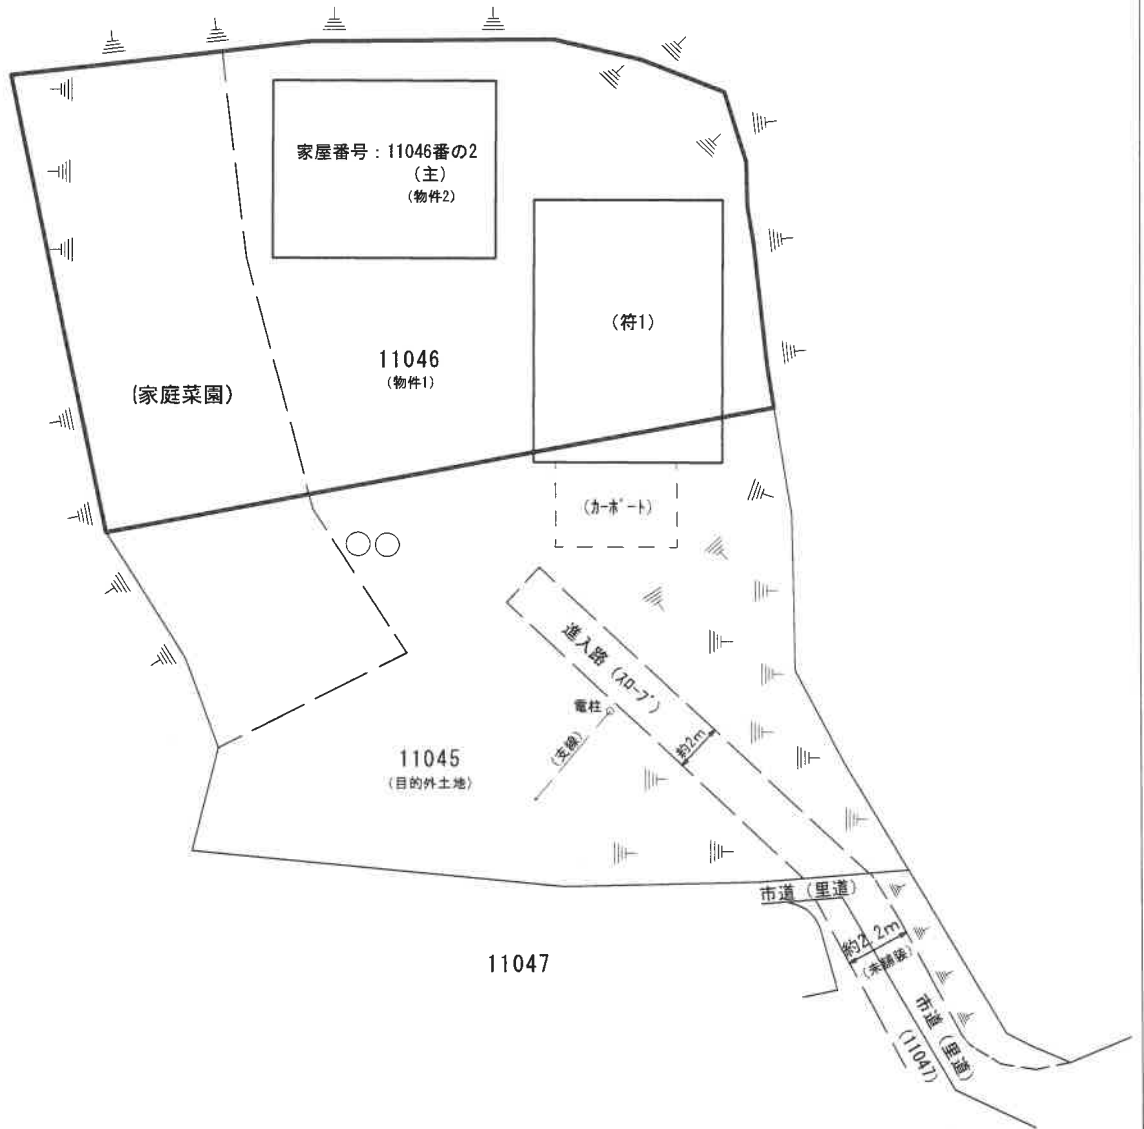 家屋番号：11046番の2
（主）
（物件2）
（符1）
11046
（物件1）
（家庭菜園）
（ｶｰﾎﾟｰﾄ）
進入路（ｽﾛｰﾌﾟ）
電柱
（支線）
約2m
11045
（目的外土地）
市道（里道）
約2.2m
（未舗装）
11047
市道（里道）
（11047）